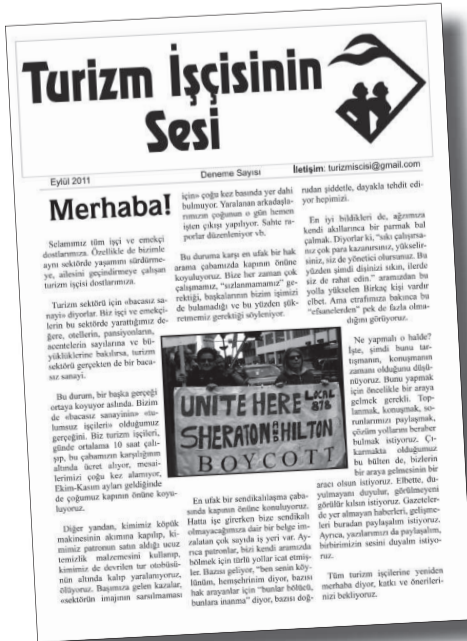 Turizm İşçisinin
Sesi
Eylül 2011
Deneme Sayısı
İletişim: turizmiscisi@gmail.com
Merhaba!
Selamımız tüm işçi ve emekçi
dostlarımıza. Özellikle de bizimle
aynı sektörde yaşamını sürdürme-
ye, ailesini geçindirmeye çalışan
turizm işçisi dostlarımıza.
Turizm sektörü için «bacasız sa-
nayi» diyorlar. Biz işçi ve emekçi-
lerin bu sektörde yarattığımız de-
ğere, otellerin, pansiyonların,
acentelerin sayılarına ve bü-
yüklüklerine bakılırsa, turizm
sektörü gerçekten de bir baca-
sız sanayi.
Bu durum, bir başka gerçeği
ortaya koyuyor aslında. Bizim
de «bacasız sanayinin» «tu-
lumsuz işçileri» olduğumuz
gerçeğini. Biz turizm işçileri,
günde ortalama 10 saat çalı-
şıp, bu çabamızın karşılığının
altında ücret alıyor, mesai-
lerimizi çoğu kez alamıyor,
Ekim-Kasım ayları geldiğinde
de çoğumuz kapının önüne koyu-
luyoruz.
Diğer yandan, kimimiz köpük
makinesinin akımına kapılıp, ki-
mimiz patronun satın aldığı ucuz
temizlik malzemesini kullanıp,
kimimiz de devrilen tur otobüsü-
nün altında kalıp yaralanıyoruz,
ölüyoruz. Başımıza gelen kazalar,
«sektörün imajının sarsılmaması
için» çoğu kez basında yer dahi
bulmuyor. Yaralanan arkadaşla-
rımızın çoğunun o gün hemen
işten çıkışı yapılıyor. Sahte ra-
porlar düzenleniyor vb.
Bu duruma karşı en ufak bir hak
arama çabamızda kapının önüne
koyuluyoruz. Bize her zaman çok
çalışmamız, “sızlanmamamız” ge-
rektiği, başkalarının bizim işimizi
de bulamadığı ve bu yüzden şük-
retmemiz gerektiği söyleniyor.
UNITE HERE LOCAL
878
SHERATON AND HILTON
BOYCOTT
En ufak bir sendikalılaşma çaba-
sında kapının önüne konuluyoruz.
Hatta işe girerken bize sendikalı
olmayacağımıza dair bir belge im-
zalatan çok sayıda iş yeri var. Ay-
rıca patronlar, bizi kendi aramızda
bölmek için türlü yollar icat etmiş-
ler. Bazısı geliyor, “ben senin köy-
lünüm, hemşehrinim diyor, bazısı
hak arayanlar için “bunlar bölücü,
bunlara inanma” diyor, bazısı doğ-
rudan şiddetle, dayakla tehdit edi-
yor hepimizi.
En iyi bildikleri de, ağzımıza
kendi akıllarınca bir parmak bal
çalmak. Diyorlar ki, “sıkı çalışırsa-
nız çok para kazanırsınız, yükselir-
siniz, siz de yönetici olursunuz. Bu
yüzden şimdi dişinizi sıkın, ilerde
siz de rahat edin.” aramızdan bu
yolla yükselen Birkaç kişi vardır
elbet. Ama etrafımıza bakınca bu
“efsanelerden” pek de fazla olma-
dığını görüyoruz.
Ne yapmalı o halde?
İşte, şimdi bunu tar-
tışmanın, konuşmanın
zamanı olduğunu düşü-
nüyoruz. Bunu yapmak
için öncelikle bir araya
gelmek gerekli. Top-
lanmak, konuşmak, so-
runlarımızı paylaşmak,
çözüm yollarını beraber
bulmak istiyoruz. Çı-
karmakta olduğumuz
bu bülten de, bizlerin
bir araya gelmesinin bir
aracı olsun istiyoruz. Elbette, du-
yulmayanı duyulur, görülmeyeni
görülür kılsın istiyoruz. Gazeteler-
de yer almayan haberleri, gelişme-
leri buradan paylaşalım istiyoruz.
Ayrıca, yazılarımızı da paylaşalım,
birbirimizin sesini duyalım istiyo-
ruz.
Tüm turizm işçilerine yeniden
merhaba diyor, katkı ve önerileri-
nizi bekliyoruz.